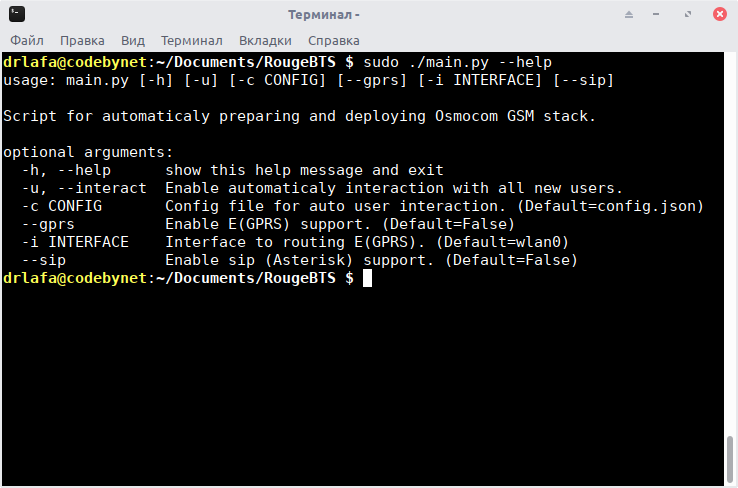 Терминал -
Файл Правка Вид Терминал Вкладки Справка
drlafa@codebynet:~/Documents/RougeBTS $ sudo ./main.py --help
usage: main.py [-h] [-u] [-c CONFIG] [--gprs] [-i INTERFACE] [--sip]
Script for automaticaly preparing and deploying Osmocom GSM stack.
optional arguments:
-h, --help show this help message and exit
-u, --interact Enable automaticaly interaction with all new users.
-c CONFIG Config file for auto user interaction. (Default=config.json)
--gprs Enable E(GPRS) support. (Default=False)
-i INTERFACE Interface to routing E(GPRS). (Default=wlan0)
--sip Enable sip (Asterisk) support. (Default=False)
drlafa@codebynet:~/Documents/RougeBTS $